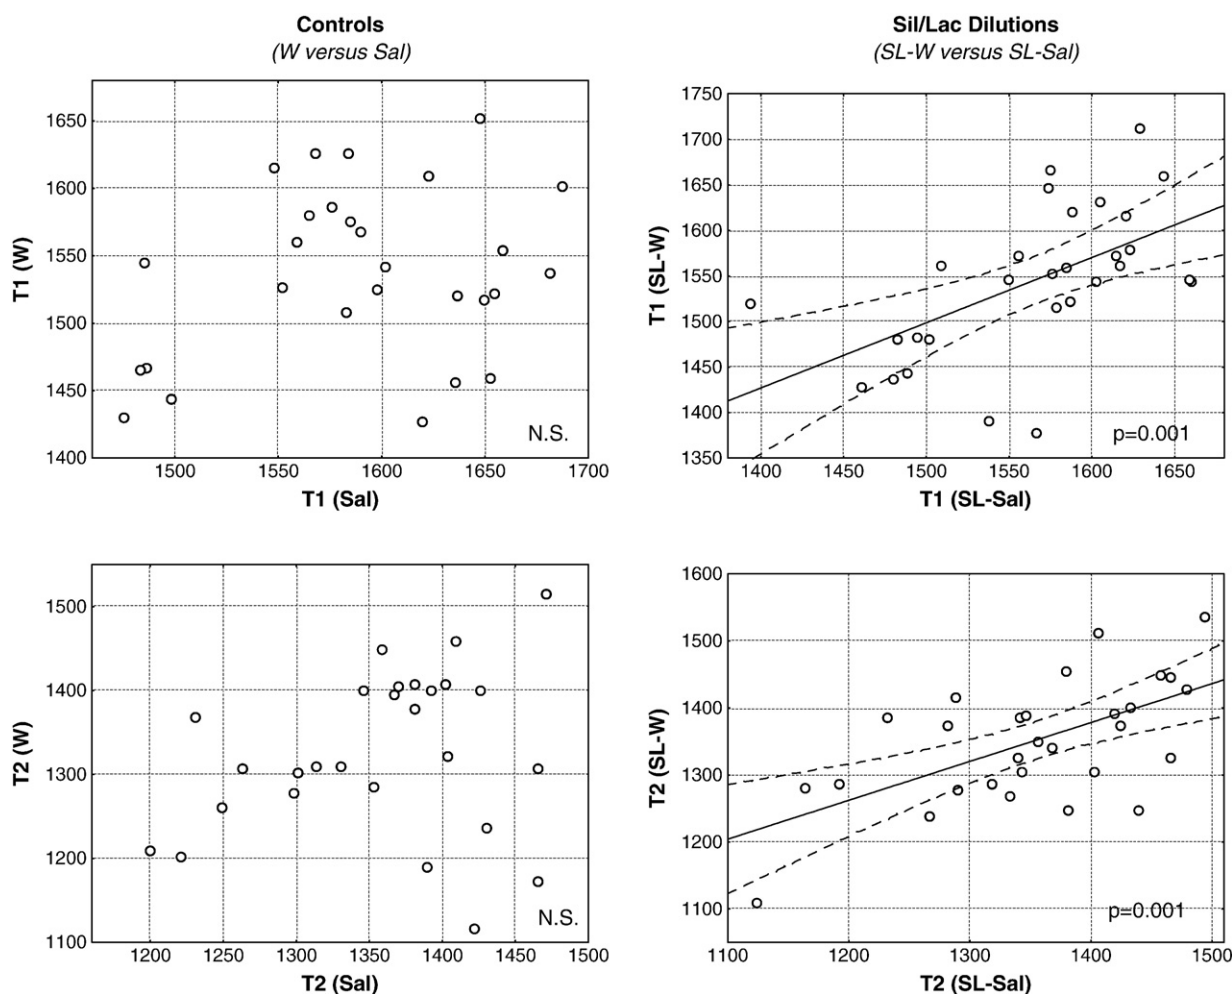 Controls
(W versus Sal)
1650
1600
1550
1500
1450
1400
T1 (W)
N.S.
1500 1550 1600 1650 1700
T1 (Sal)
Sil/Lac Dilutions
(SL-W versus SL-Sal)
1750
1700
1650
1600
1550
1500
1450
1400
1350
T1 (SL-W)
p=0.001
1400 1450 1500 1550 1600 1650
T1 (SL-Sal)
1500
1400
1300
1200
1100
T2 (W)
N.S.
1200 1250 1300 1350 1400 1450 1500
T2 (Sal)
1600
1500
1400
1300
1200
1100
T2 (SL-W)
p=0.001
1100 1200 1300 1400 1500
T2 (SL-Sal)